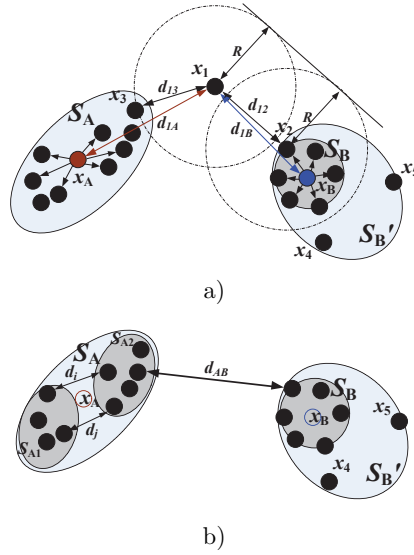 R
x1
x3
d13
d12
R
SA
d1A
d1B
x2
SB
xA
xB
x4
SB'
a)
SA2
di
SA
dAB
xA
SB
dj
xB
x5
SA1
x4
SB'
b)